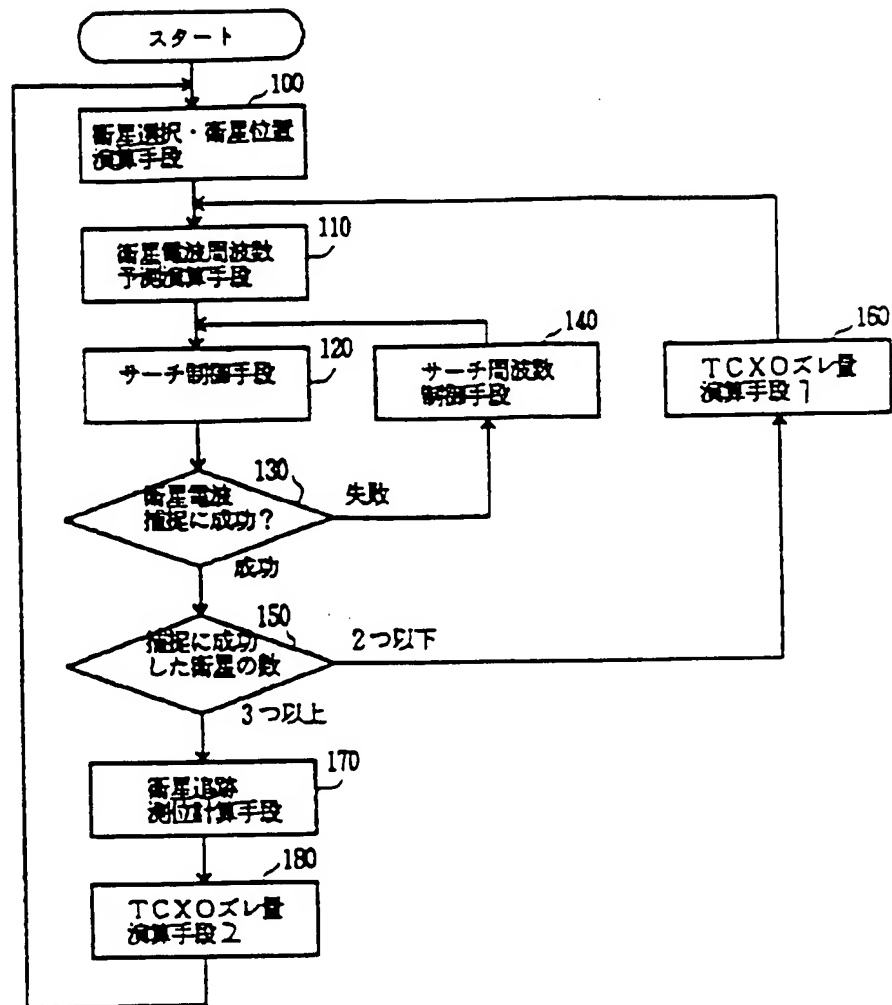 スタート
100
衛星選択・衛星位置
演算手段
110
衛星電波周波数
予測演算手段
120
サーチ制御手段
140
サーチ周波数
制御手段
160
TCXOズレ量
演算手段1
130
衛星電波
捕捉に成功?
失敗
成功
150
捕捉に成功
した衛星の数
2つ以下
3つ以上
170
衛星追跡
測位計算手段
180
TCXOズレ量
演算手段2